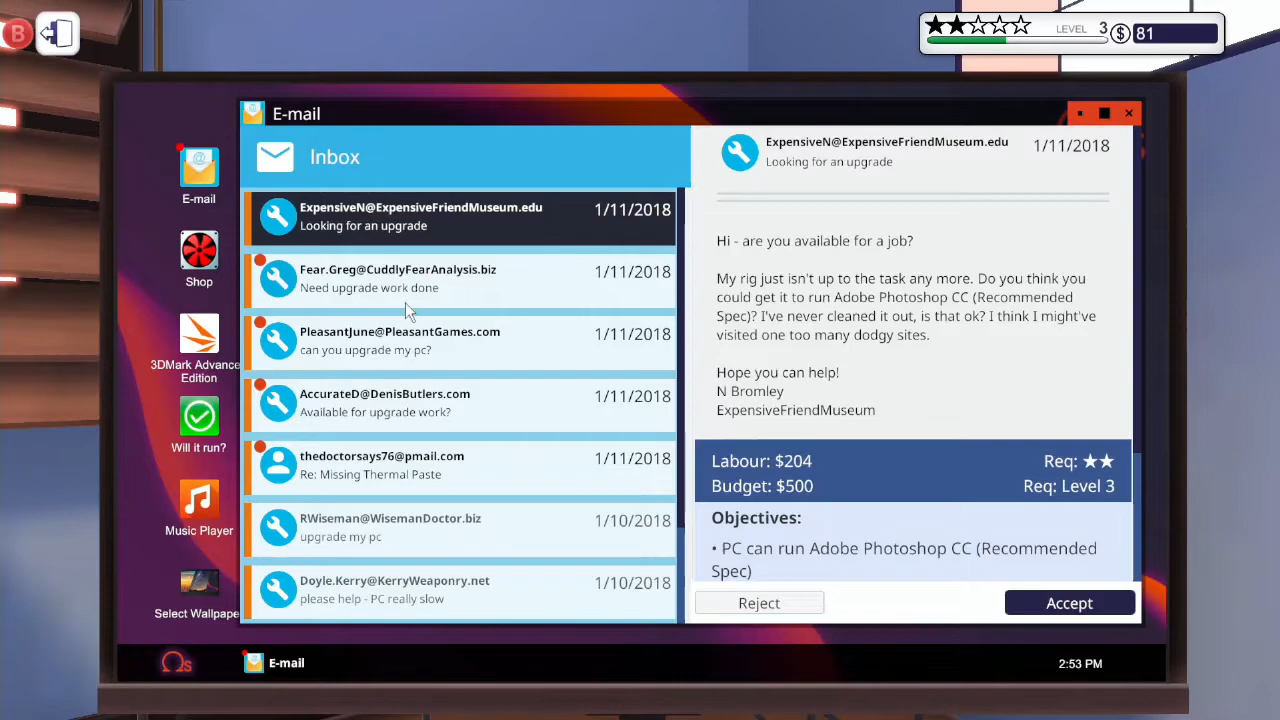 B
LEVEL 3
$ 81
E-mail
Inbox
ExpensiveN@ExpensiveFriendMuseum.edu 1/11/2018
Looking for an upgrade
Fear.Greg@CuddlyFearAnalysis.biz 1/11/2018
Need upgrade work done
PleasantJune@PleasantGames.com 1/11/2018
can you upgrade my pc?
AccurateD@DenisButlers.com 1/11/2018
Available for upgrade work?
thedoctorsays76@pmail.com 1/11/2018
Re: Missing Thermal Paste
RWiseman@WisemanDoctor.biz 1/10/2018
upgrade my pc
Doyle.Kerry@KerryWeaponry.net 1/10/2018
please help - PC really slow
ExpensiveN@ExpensiveFriendMuseum.edu 1/11/2018
Looking for an upgrade
Hi - are you available for a job?
My rig just isn't up to the task any more. Do you think you
could get it to run Adobe Photoshop CC (Recommended
Spec)? I've never cleaned it out, is that ok? I think I might've
visited one too many dodgy sites.
Hope you can help!
N Bromley
ExpensiveFriendMuseum
Labour: $204 Req: ★★
Budget: $500 Req: Level 3
Objectives:
• PC can run Adobe Photoshop CC (Recommended
Spec)
Reject
Accept
E-mail
Shop
3DMark Advance
Edition
Will it run?
Music Player
Select Wallpape
Ωs
E-mail
2:53 PM